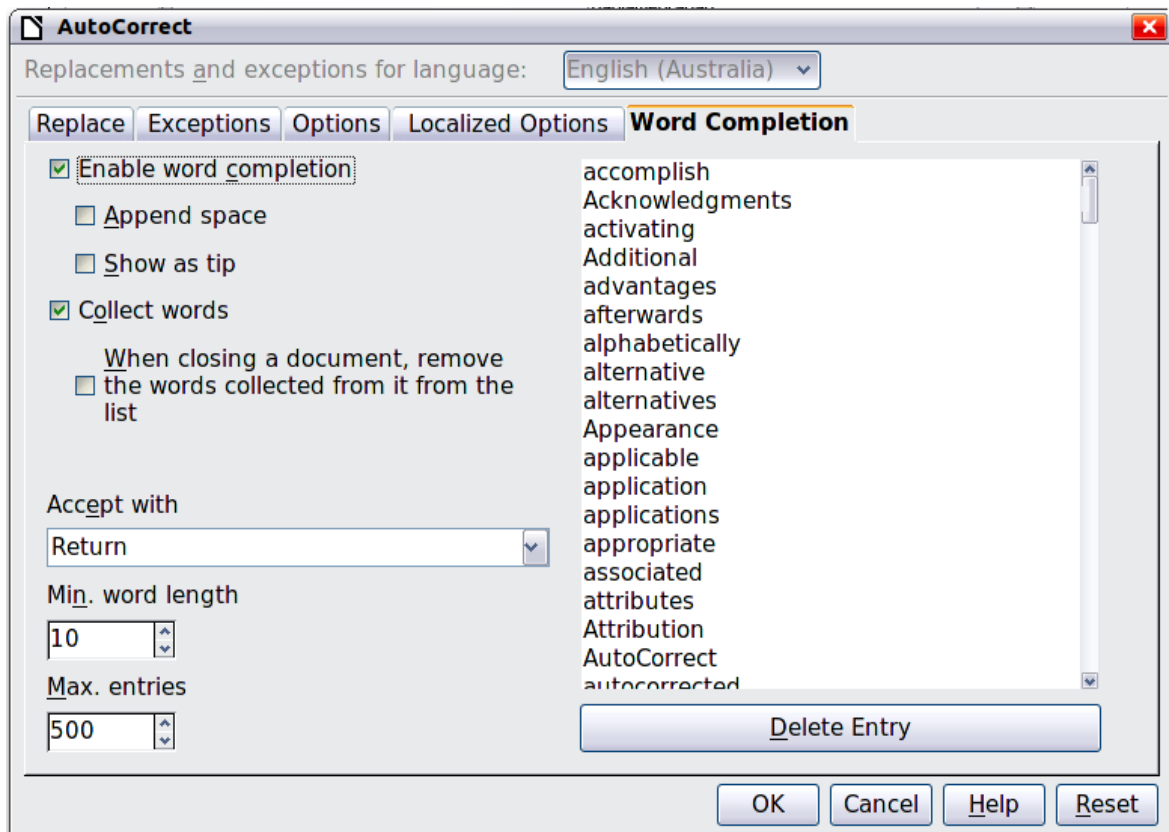 AutoCorrect
Replacements and exceptions for language: English (Australia)
Replace Exceptions Options Localized Options Word Completion
Enable word completion
Append space
Show as tip
Collect words
When closing a document, remove
the words collected from it from the
list
Accept with
Return
Min. word length
10
Max. entries
500
accomplish
Acknowledgments
activating
Additional
advantages
afterwards
alphabetically
alternative
alternatives
Appearance
applicable
application
applications
appropriate
associated
attributes
Attribution
AutoCorrect
autocorrected
Delete Entry
OK Cancel Help Reset